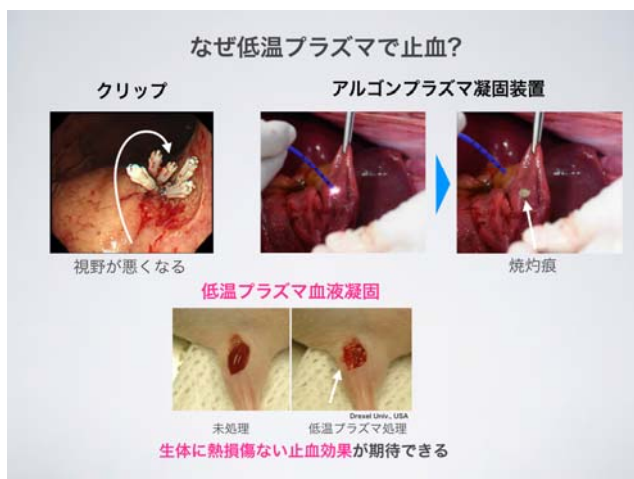 なぜ低温プラズマで止血?
クリップ
アルゴンプラズマ凝固装置
視野が悪くなる
焼灼痕
低温プラズマ血液凝固
Drexel Univ., USA
未処理
低温プラズマ処理
生体に熱損傷ない止血効果が期待できる